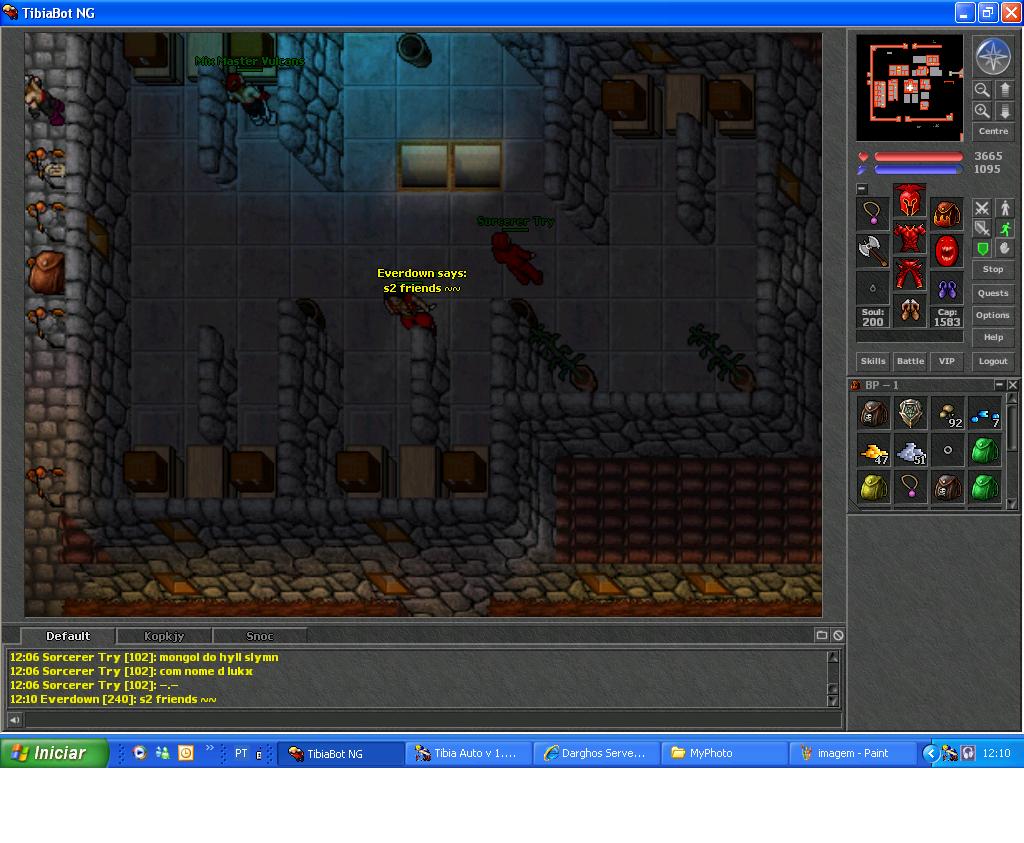 TibiaBot NG
Mix Master Vulcans
Sorcerer Try
Everdown says:
s2 friends ~~
Centre
3665
1095
Soul:
200
Cap:
1583
Stop
Quests
Options
Help
Skills
Battle
VIP
Logout
BP - 1
92
7
47
51
Default
Kopkjy
Snoc
12:06 Sorcerer Try [102]: mongol do hyll slymn
12:06 Sorcerer Try [102]: com nome d lukx
12:06 Sorcerer Try [102]: -.-
12:10 Everdown [240]: s2 friends ~~
Iniciar
PT
TibiaBot NG
Tibia Auto v 1....
Darghos Serve...
MyPhoto
imagem - Paint
12:10